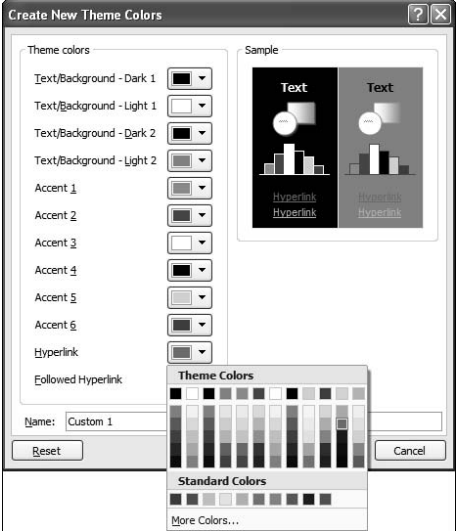 Create New Theme Colors
Theme colors
Text/Background - Dark 1
Text/Background - Light 1
Text/Background - Dark 2
Text/Background - Light 2
Accent 1
Accent 2
Accent 3
Accent 4
Accent 5
Accent 6
Hyperlink
Followed Hyperlink
Sample
Text Text
Hyperlink Hyperlink
Hyperlink Hyperlink
Theme Colors
Standard Colors
More Colors...
Name: Custom 1
Reset Cancel